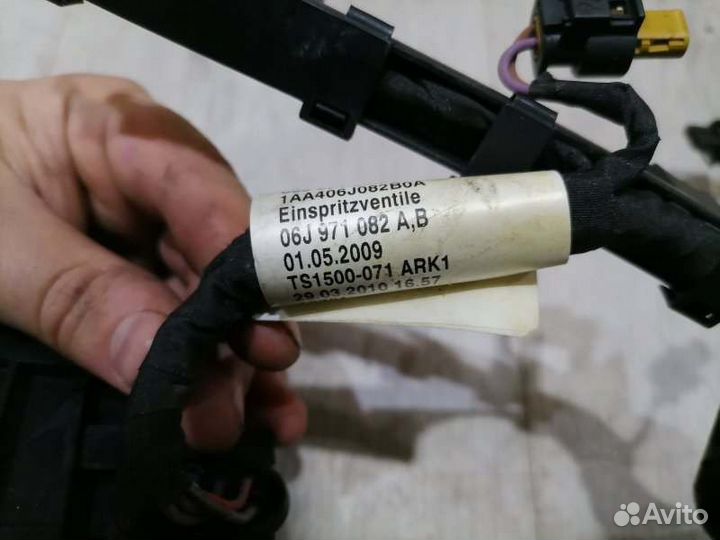 1AA406J082B0A
Einspritzventile
06J 971 082 A,B
01.05.2009
TS1500-071 ARK1
29.03.2010 16.57
Avito